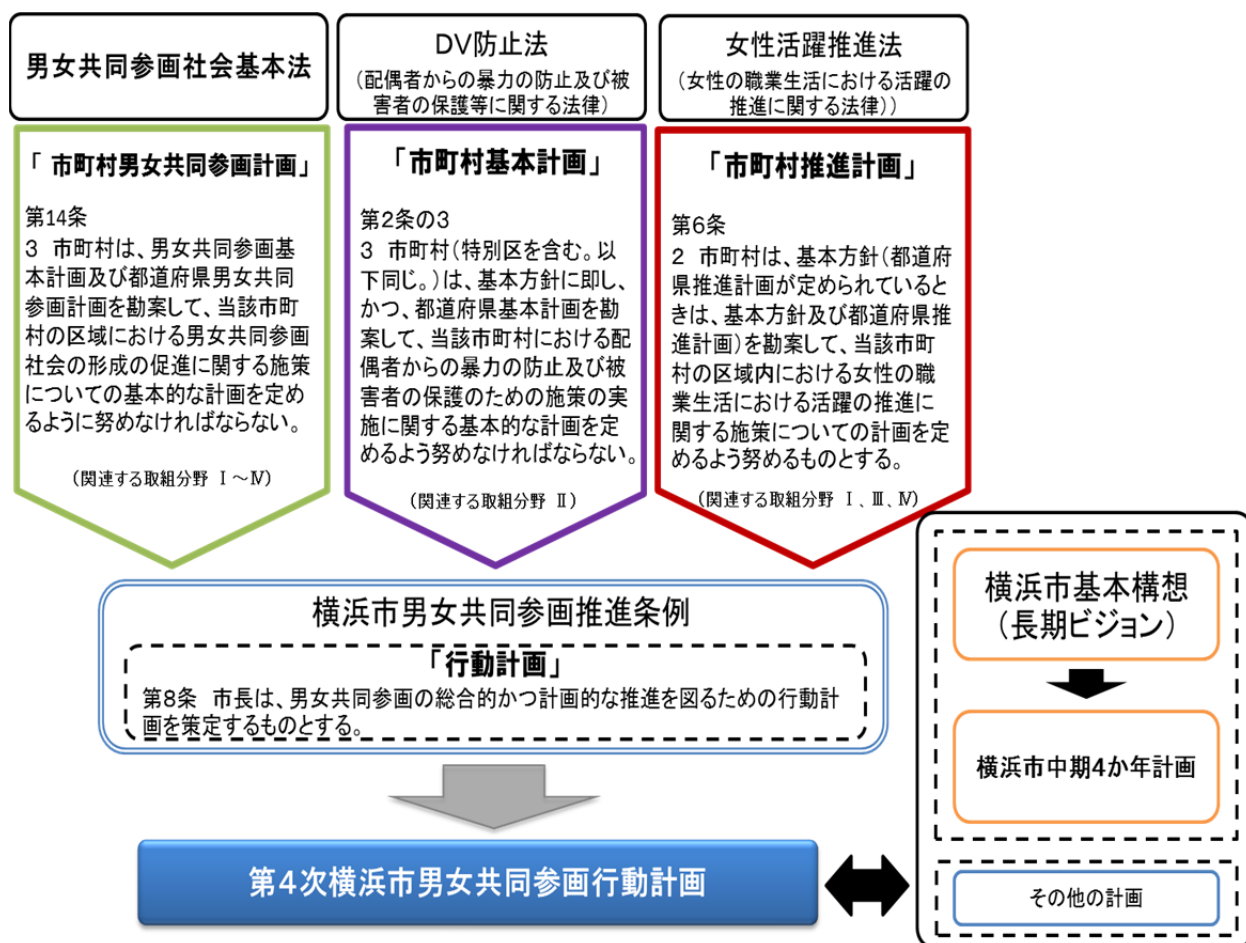 男女共同参画社会基本法
DV防止法
(配偶者からの暴力の防止及び被
害者の保護等に関する法律)
女性活躍推進法
(女性の職業生活における活躍の
推進に関する法律))
「 市町村男女共同参画計画」
第14条
3 市町村は、男女共同参画基
本計画及び都道府県男女共同
参画計画を勘案して、当該市町
村の区域における男女共同参画
社会の形成の促進に関する施策
についての基本的な計画を定め
るように努めなければならない。
(関連する取組分野 Ⅰ~Ⅳ)
「市町村基本計画」
第2条の3
3 市町村(特別区を含む。以
下同じ。)は、基本方針に即し、
かつ、都道府県基本計画を勘
案して、当該市町村における配
偶者からの暴力の防止及び被
害者の保護のための施策の実
施に関する基本的な計画を定
めるよう努めなければならない。
(関連する取組分野 Ⅱ)
「市町村推進計画」
第6条
2 市町村は、基本方針(都道府
県推進計画が定められていると
きは、基本方針及び都道府県推
進計画)を勘案して、当該市町
村の区域内における女性の職
業生活における活躍の推進に
関する施策についての計画を定
めるよう努めるものとする。
(関連する取組分野 Ⅰ、Ⅲ、Ⅳ)
横浜市男女共同参画推進条例
「行動計画」
第8条 市長は、男女共同参画の総合的かつ計画的な推進を図るための行動計
画を策定するものとする。
第4次横浜市男女共同参画行動計画
横浜市基本構想
(長期ビジョン)
横浜市中期4か年計画
その他の計画